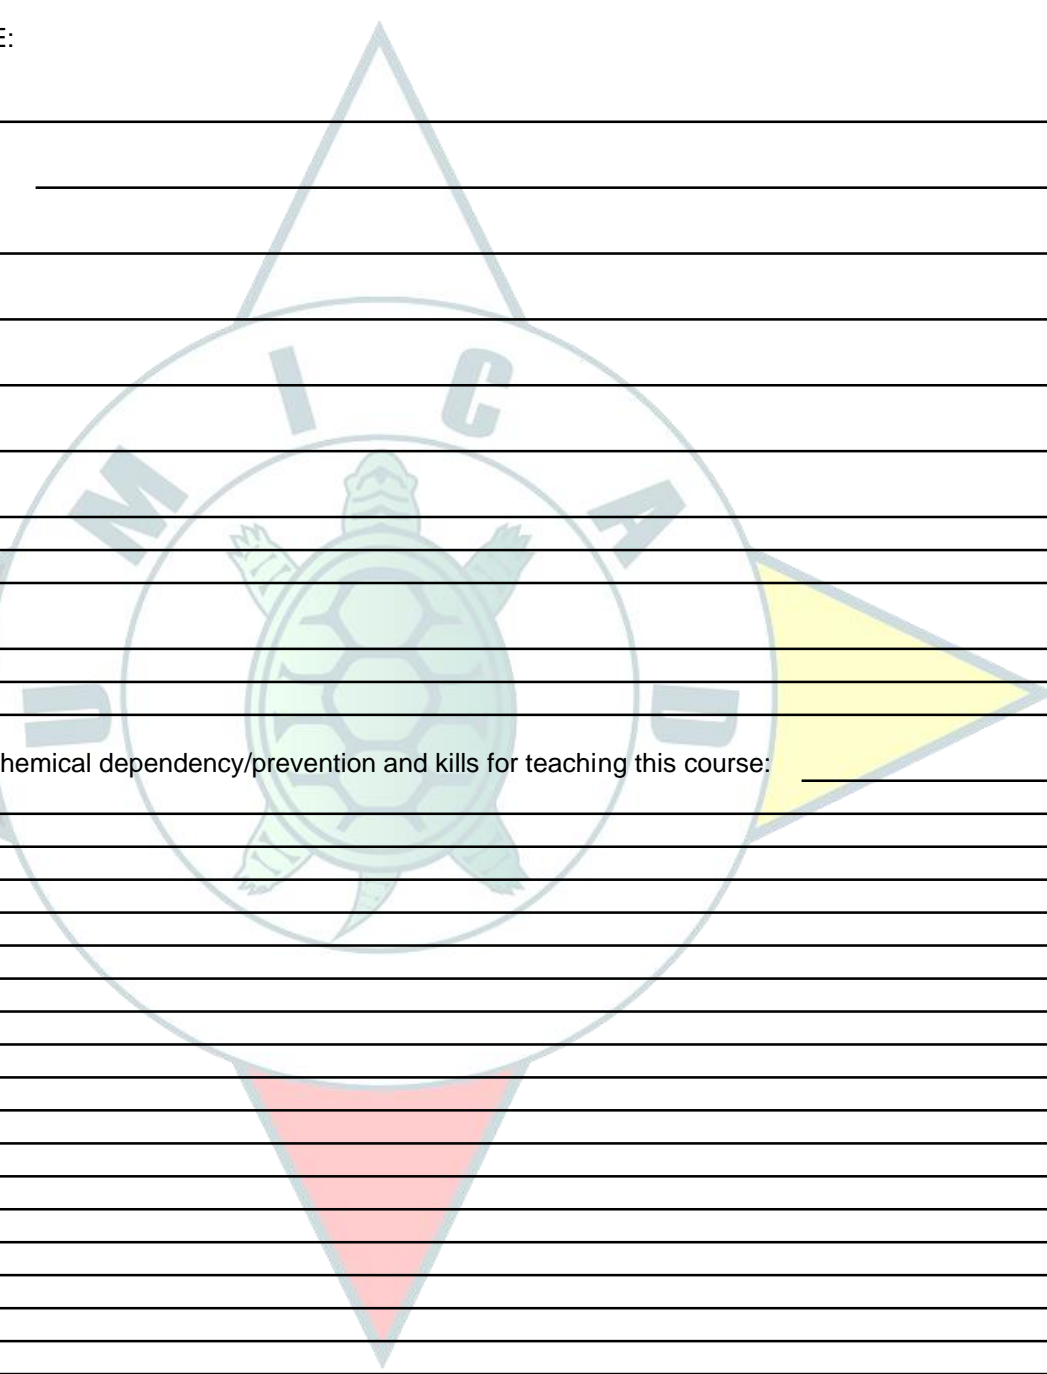 E:
U M I C A D
hemical dependency/prevention and kills for teaching this course: